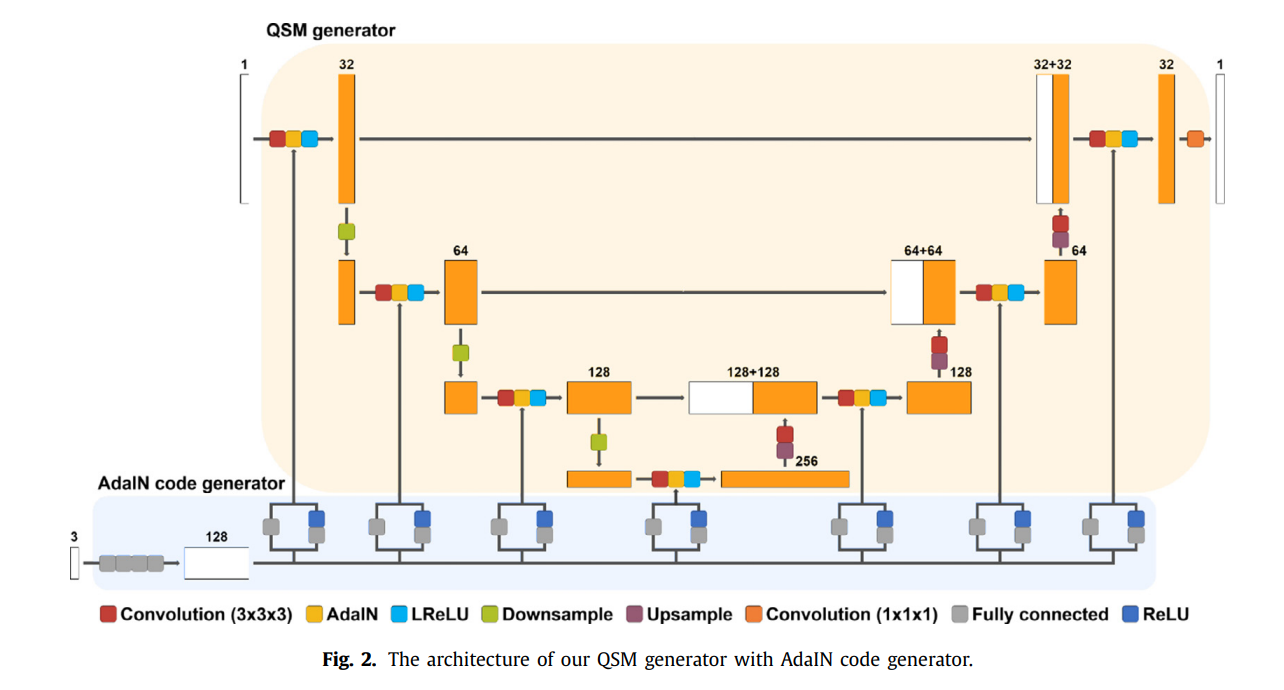 QSM generator
1
32
32+32
32
1
64
64+64
64
128
128+128
128
256
AdaIN code generator
3
128
Convolution (3x3x3)
AdaIN
LReLU
Downsample
Upsample
Convolution (1x1x1)
Fully connected
ReLU
Fig. 2. The architecture of our QSM generator with AdaIN code generator.